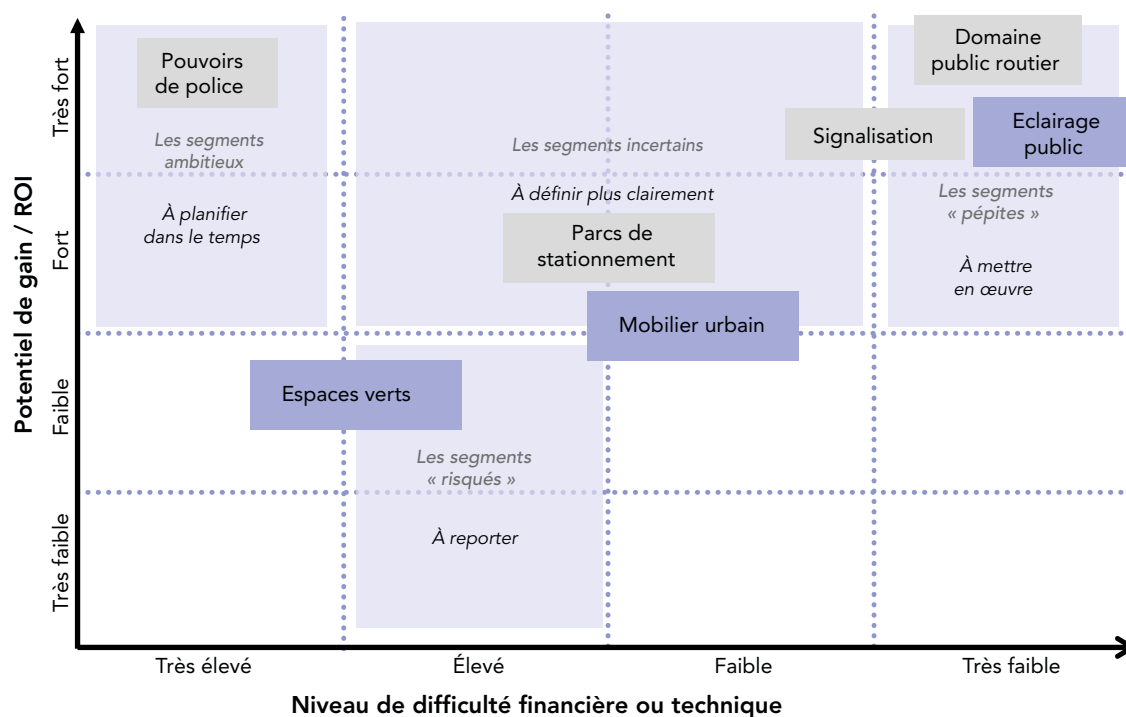 Potentiel de gain / ROI
Très fort
Fort
Faible
Très faible
Pouvoirs
de police
Les segments
ambitieux
À planifier
dans le temps
Les segments incertains
À définir plus clairement
Parcs de
stationnement
Mobilier urbain
Signalisation
Domaine
public routier
Eclairage
public
Les segments
« pépites »
À mettre
en œuvre
Espaces verts
Les segments
« risqués »
À reporter
Très élevé
Élevé
Faible
Très faible
Niveau de difficulté financière ou technique